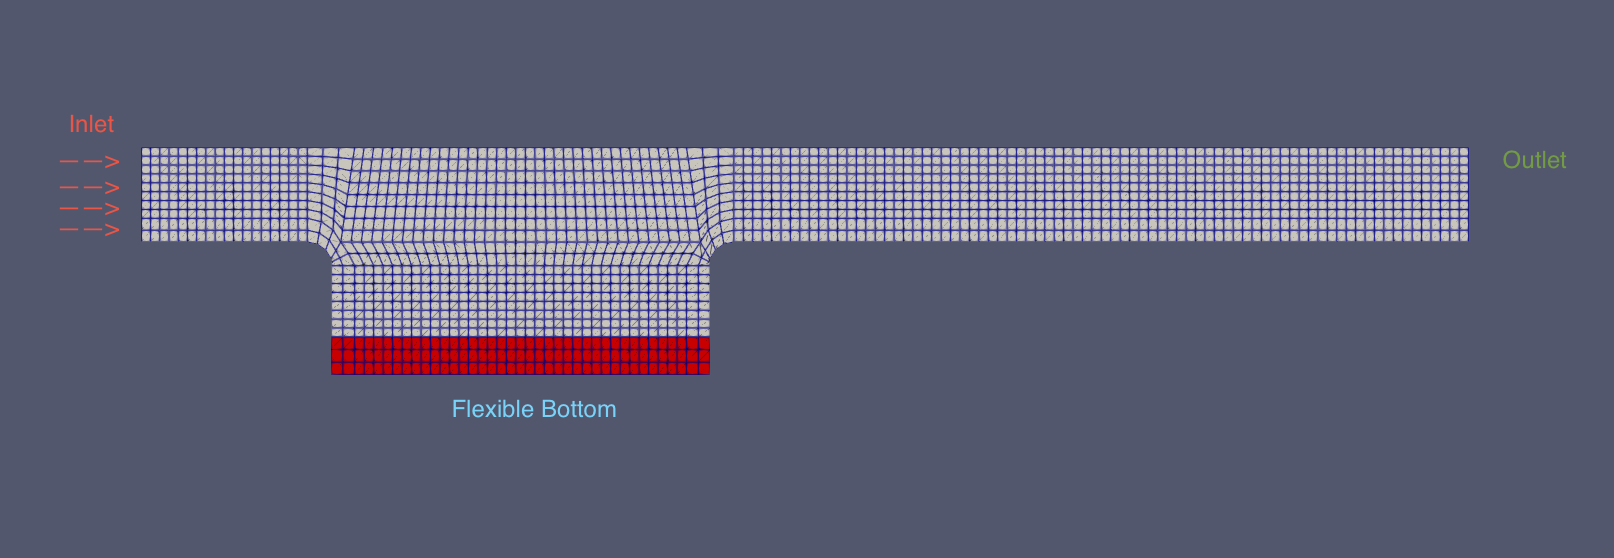 Inlet
— —>
— —>
— —>
— —>
Outlet
Flexible Bottom